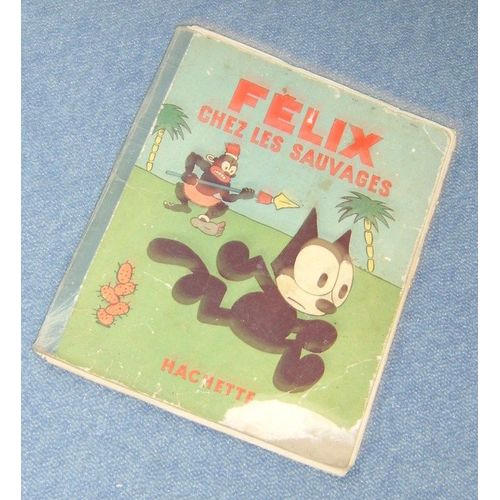 FÉLIX
CHEZ LES SAUVAGES
HACHETTE